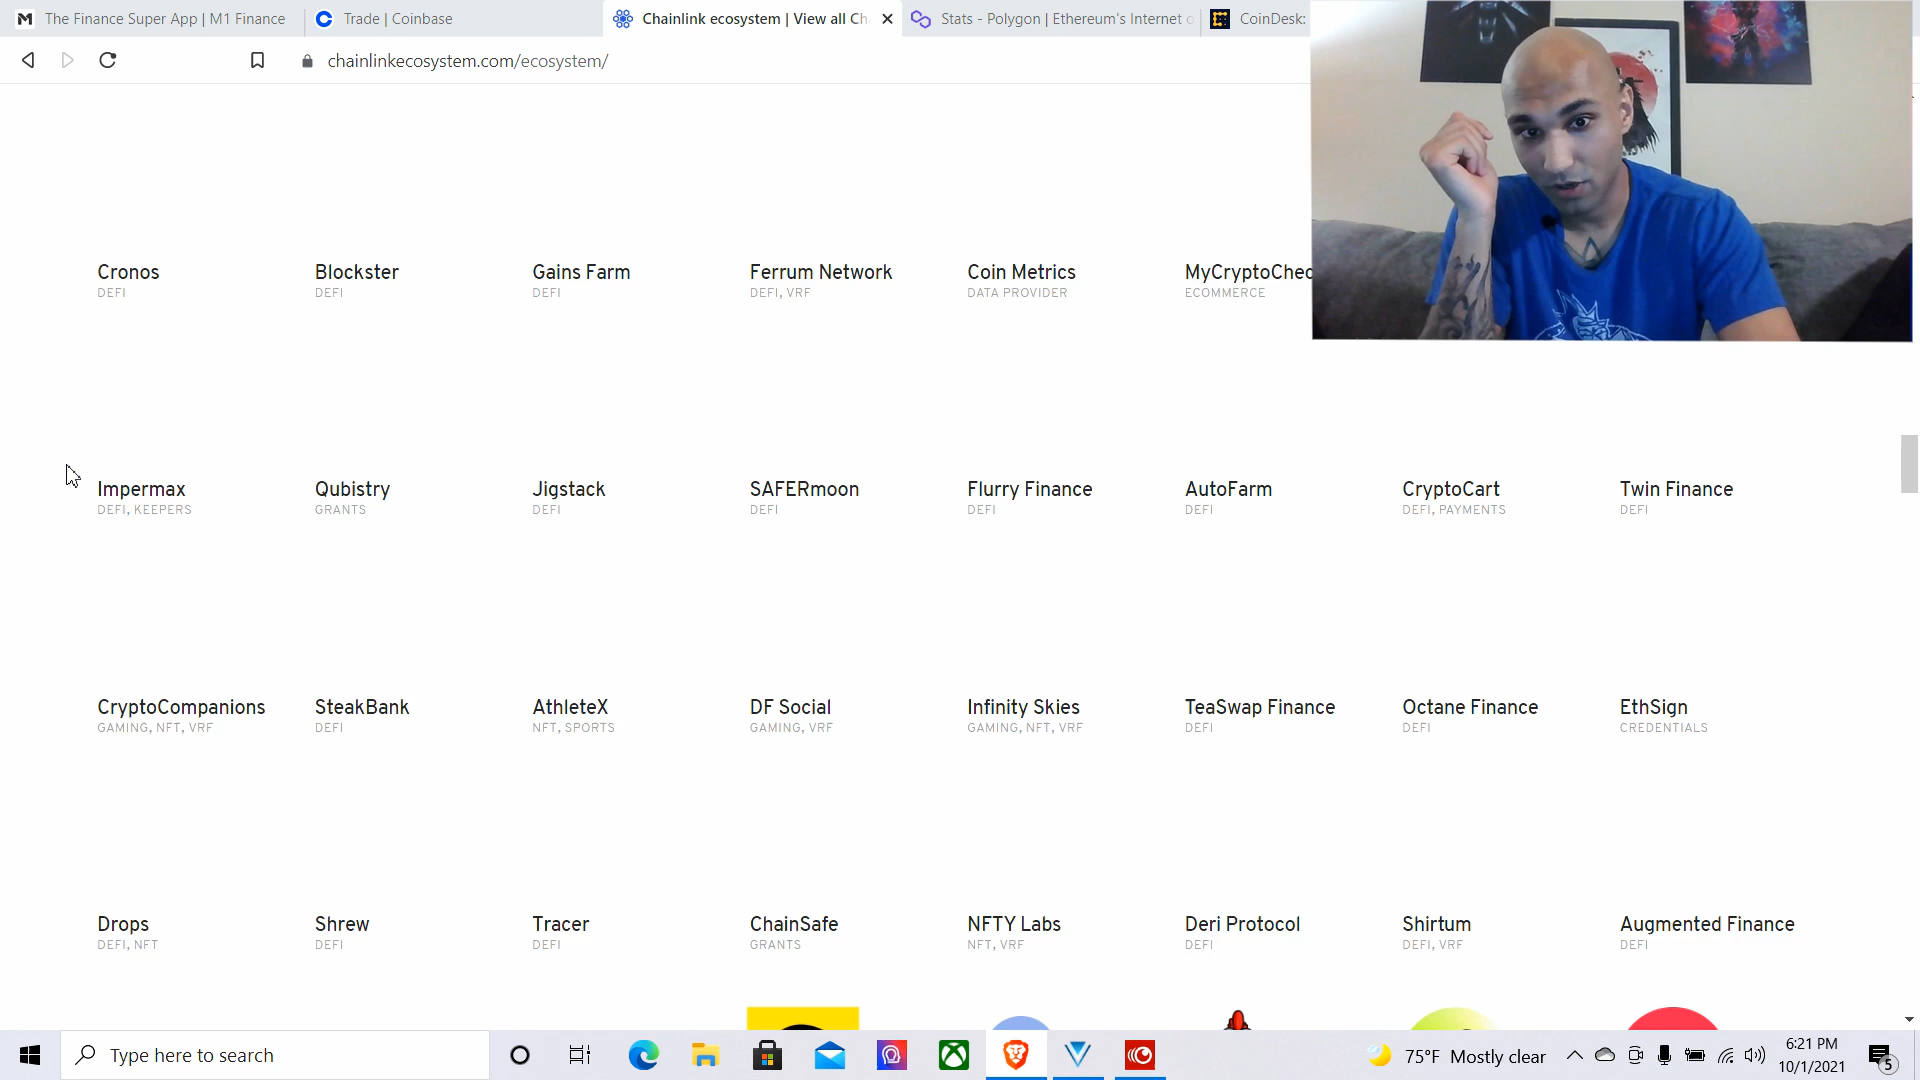 The Finance Super App | M1 Finance
Trade | Coinbase
Chainlink ecosystem | View all Ch
Stats - Polygon | Ethereum's Internet o
CoinDesk:
chainlinkecosystem.com/ecosystem/
Cronos
DEFI
Blockster
DEFI
Gains Farm
DEFI
Ferrum Network
DEFI, VRF
Coin Metrics
DATA PROVIDER
MyCryptoChec
ECOMMERCE
Impermax
DEFI, KEEPERS
Qubistry
GRANTS
Jigstack
DEFI
SAFERmoon
DEFI
Flurry Finance
DEFI
AutoFarm
DEFI
CryptoCart
DEFI, PAYMENTS
Twin Finance
DEFI
CryptoCompanions
GAMING, NFT, VRF
SteakBank
DEFI
AthleteX
NFT, SPORTS
DF Social
GAMING, VRF
Infinity Skies
GAMING, NFT, VRF
TeaSwap Finance
DEFI
Octane Finance
DEFI
EthSign
CREDENTIALS
Drops
DEFI, NFT
Shrew
DEFI
Tracer
DEFI
ChainSafe
GRANTS
NFTY Labs
NFT, VRF
Deri Protocol
DEFI
Shirtum
DEFI, VRF
Augmented Finance
DEFI
Type here to search
75°F Mostly clear
6:21 PM
10/1/2021
5